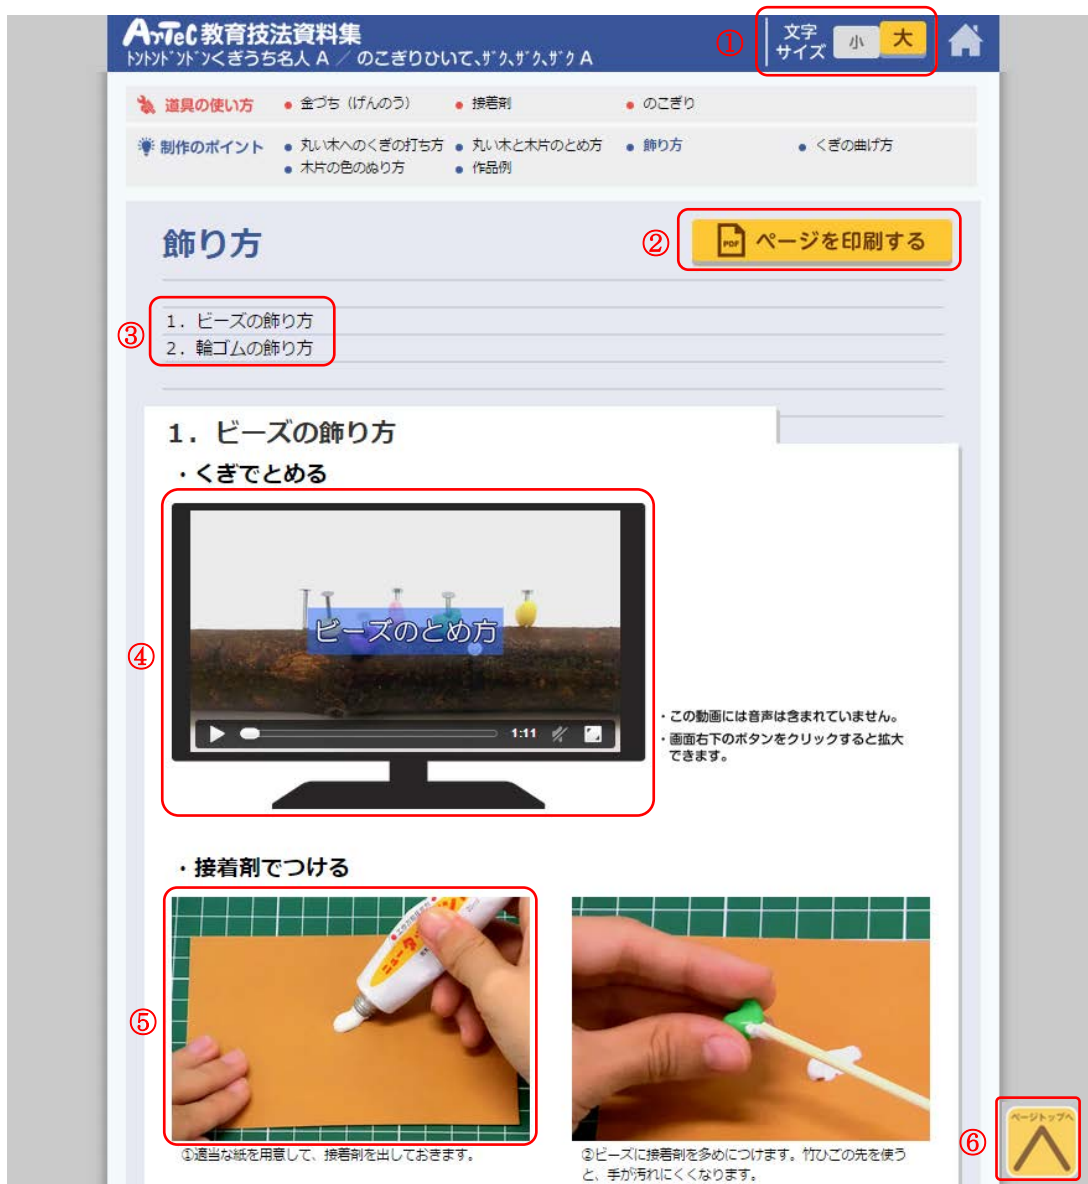 ArTeC 教育技法資料集
ﾄﾝﾄﾝﾄﾞﾝﾄﾞﾝくぎうち名人 A ／ のこぎりひいて､ｻﾞｸ､ｻﾞｸ､ｻﾞｸ A
①
文字
サイズ
小
大
道具の使い方
● 金づち（げんのう）
● 接着剤
● のこぎり
制作のポイント
● 丸い木へのくぎの打ち方
● 丸い木と木片のとめ方
● 飾り方
● くぎの曲げ方
● 木片の色のぬり方
● 作品例
飾り方
②
PDF
ページを印刷する
③
1．ビーズの飾り方
2．輪ゴムの飾り方
1．ビーズの飾り方
・くぎでとめる
④
ビーズのとめ方
1:11
・この動画には音声は含まれていません。
・画面右下のボタンをクリックすると拡大
できます。
・接着剤でつける
⑤
①適当な紙を用意して、接着剤を出しておきます。
②ビーズに接着剤を多めにつけます。竹ひごの先を使う
と、手が汚れにくくなります。
⑥
ページトップへ